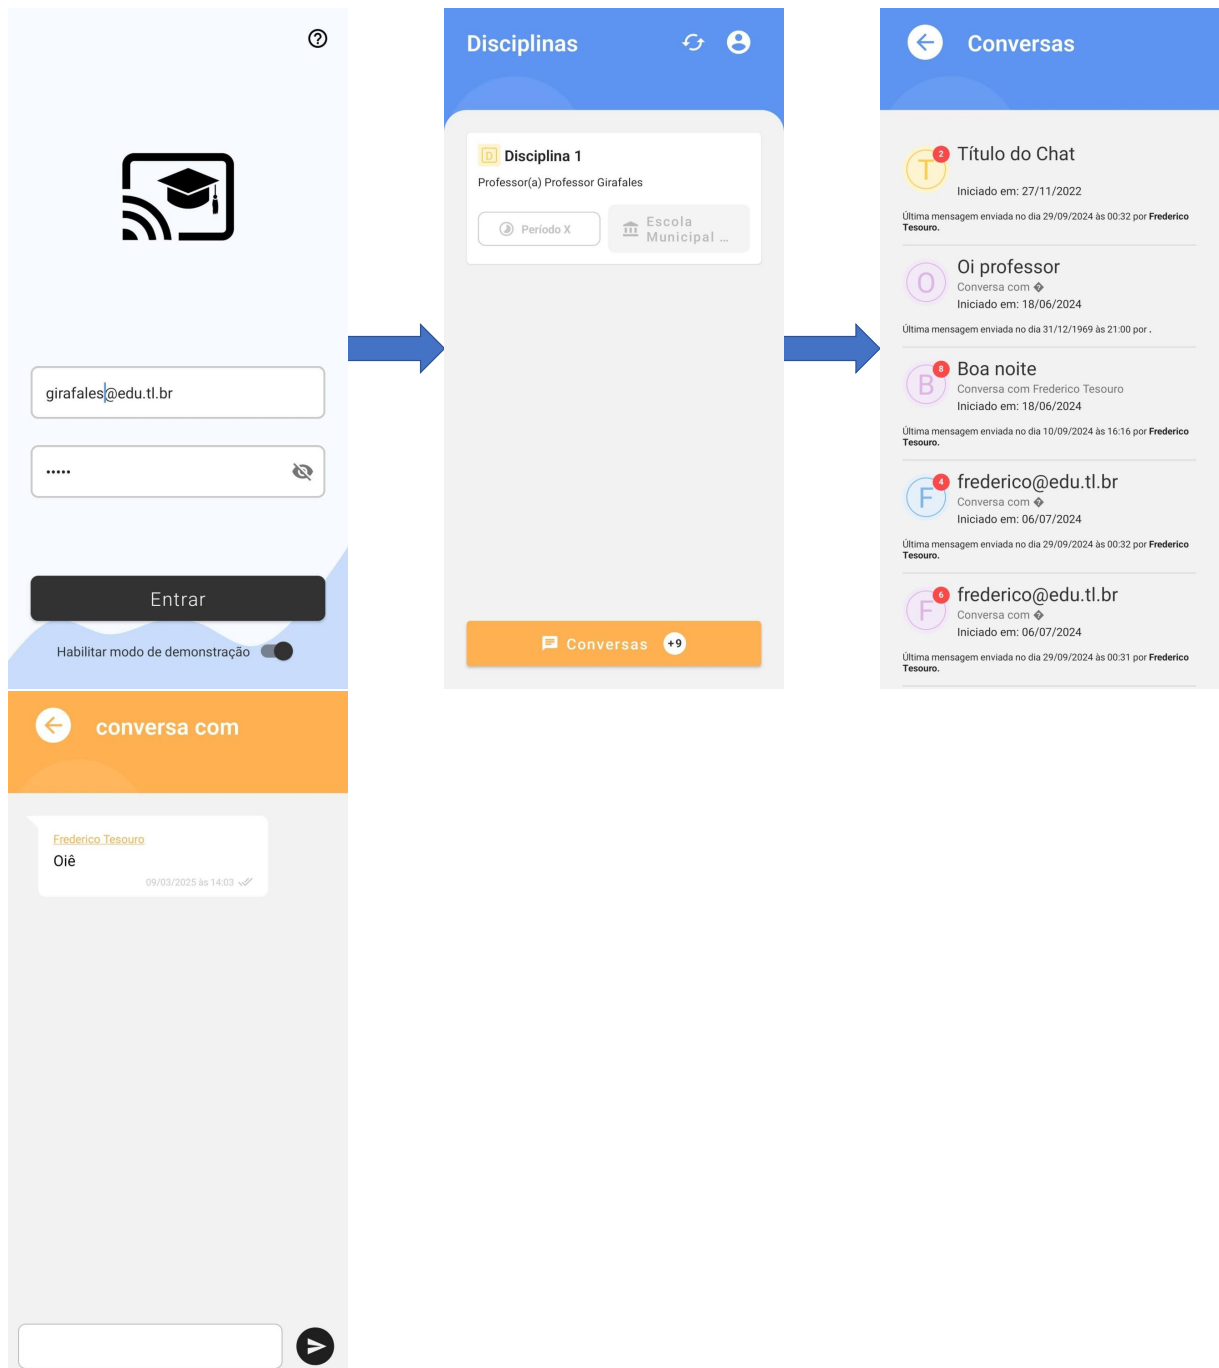 girafales@edu.tl.br
•••••
Entrar
Habilitar modo de demonstração
Disciplinas
D Disciplina 1
Professor(a) Professor Girafales
Período X
Escola
Municipal ...
Conversas +9
Conversas
T 2 Título do Chat
Iniciado em: 27/11/2022
Última mensagem enviada no dia 29/09/2024 às 00:32 por Frederico
Tesouro.
O Oi professor
Conversa com �
Iniciado em: 18/06/2024
Última mensagem enviada no dia 31/12/1969 às 21:00 por .
B 8 Boa noite
Conversa com Frederico Tesouro
Iniciado em: 18/06/2024
Última mensagem enviada no dia 10/09/2024 às 16:16 por Frederico
Tesouro.
F 4 frederico@edu.tl.br
Conversa com �
Iniciado em: 06/07/2024
Última mensagem enviada no dia 29/09/2024 às 00:32 por Frederico
Tesouro.
F 6 frederico@edu.tl.br
Conversa com �
Iniciado em: 06/07/2024
Última mensagem enviada no dia 29/09/2024 às 00:31 por Frederico
Tesouro.
conversa com
Frederico Tesouro
Oiê
09/03/2025 às 14:03